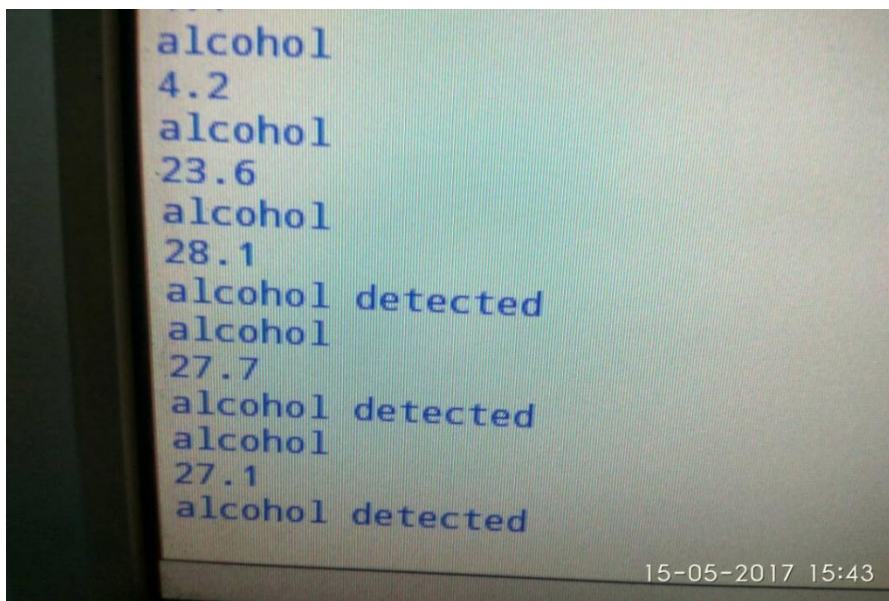 alcohol
4.2
alcohol
23.6
alcohol
28.1
alcohol detected
alcohol
27.7
alcohol detected
alcohol
27.1
alcohol detected
15-05-2017 15:43